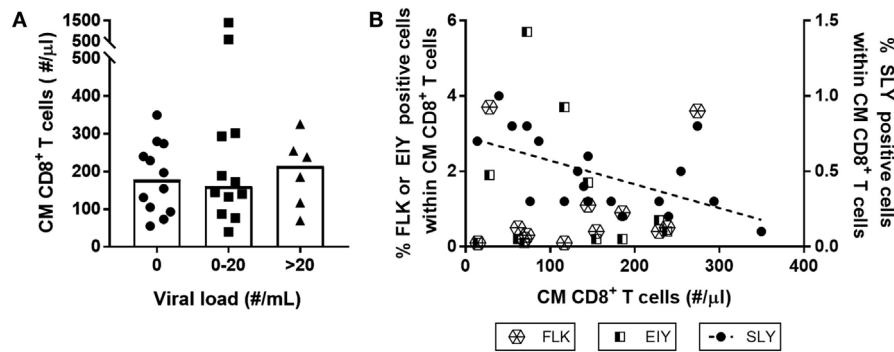 A
CM CD8⁺ T cells ( #/µl)
1500
500
500
400
300
200
100
0
0 0-20 >20
Viral load (#/mL)
B
% FLK or EIY positive cells
within CM CD8⁺ T cells
6
4
2
0
1.5
1.0
0.5
0.0
% SLY positive cells
within CM CD8⁺ T cells
0 100 200 300 400
CM CD8⁺ T cells (#/µl)
FLK EIY SLY